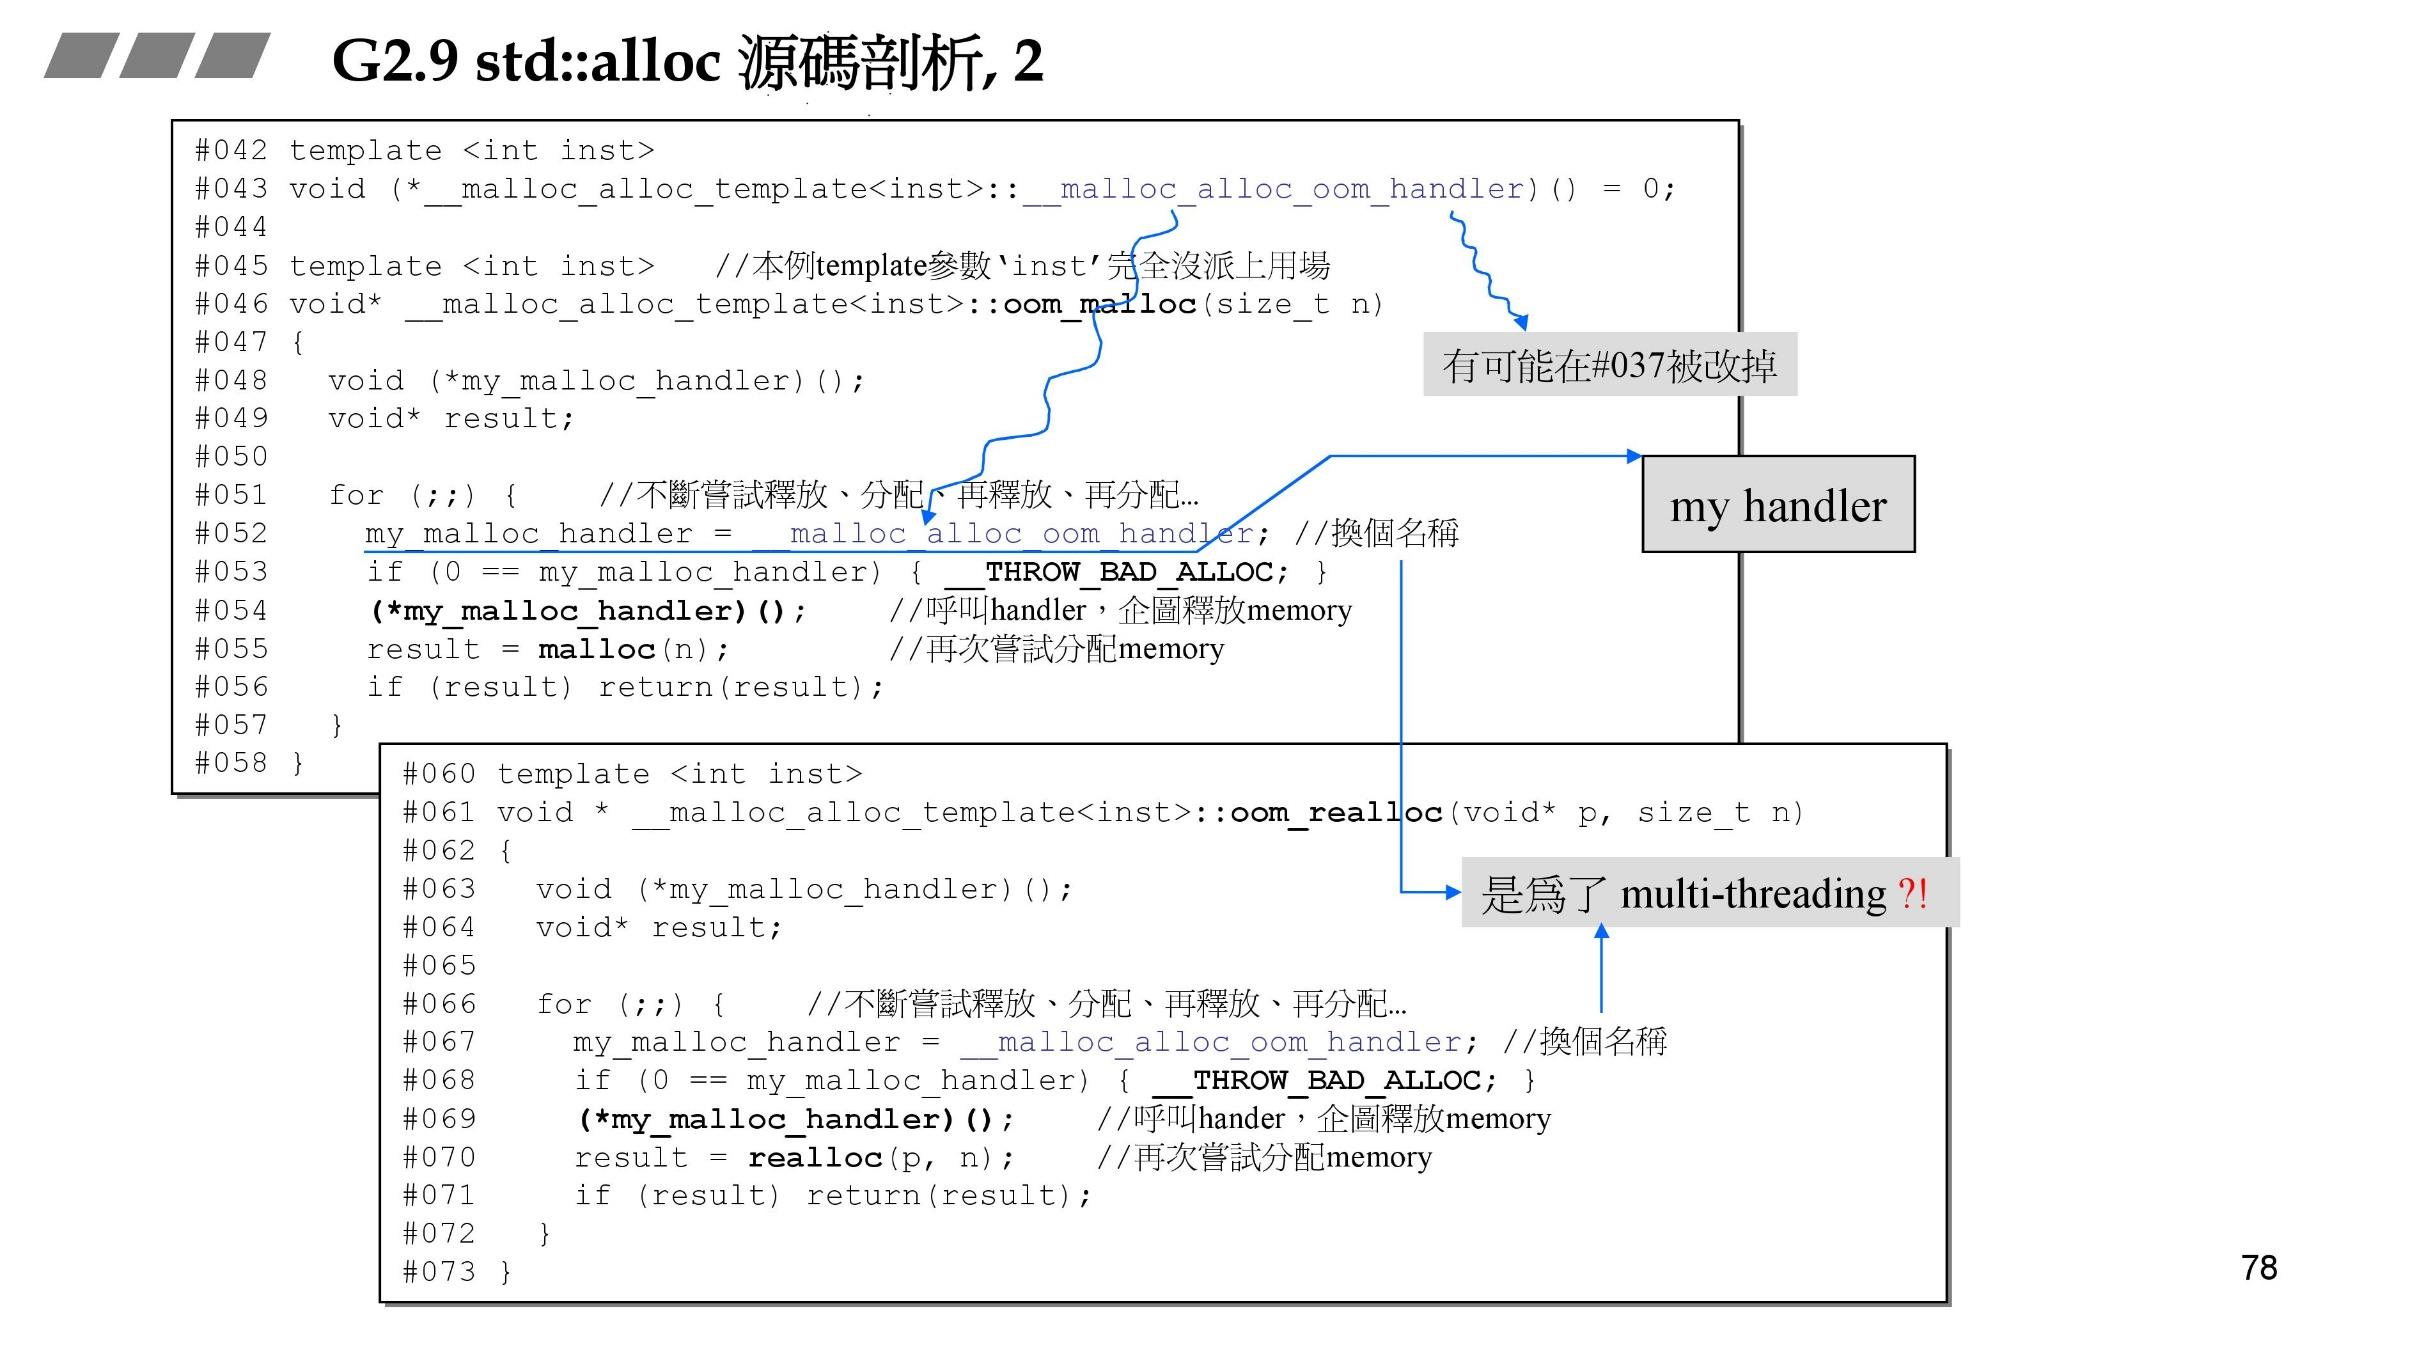 G2.9 std::alloc 源碼剖析, 2
#042 template <int inst>
#043 void (*__malloc_alloc_template<inst>::__malloc_alloc_oom_handler)() = 0;
#044
#045 template <int inst>   //本例template參數‵inst′完全沒派上用場
#046 void* __malloc_alloc_template<inst>::oom_malloc(size_t n)
#047 {
有可能在#037被改掉
#048   void (*my_malloc_handler)();
#049   void* result;
#050
#051   for (;;) {    //不斷嘗試釋放、分配、再釋放、再分配…
my handler
#052     my_malloc_handler = __malloc_alloc_oom_handler; //換個名稱
#053     if (0 == my_malloc_handler) { __THROW_BAD_ALLOC; }
#054     (*my_malloc_handler)();    //呼叫handler，企圖釋放memory
#055     result = malloc(n);        //再次嘗試分配memory
#056     if (result) return(result);
#057   }
#058 }
#060 template <int inst>
#061 void * __malloc_alloc_template<inst>::oom_realloc(void* p, size_t n)
#062 {
#063   void (*my_malloc_handler)();
是爲了 multi-threading ?!
#064   void* result;
#065
#066   for (;;) {    //不斷嘗試釋放、分配、再釋放、再分配…
#067     my_malloc_handler = __malloc_alloc_oom_handler; //換個名稱
#068     if (0 == my_malloc_handler) { __THROW_BAD_ALLOC; }
#069     (*my_malloc_handler)();    //呼叫hander，企圖釋放memory
#070     result = realloc(p, n);    //再次嘗試分配memory
#071     if (result) return(result);
#072   }
#073 }
78